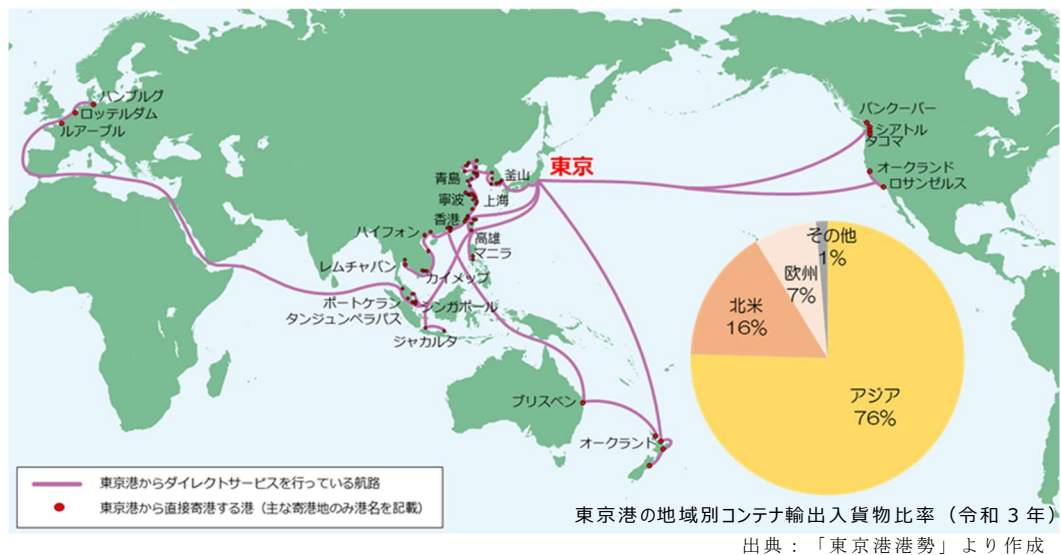 ハンブルグ
ロッテルダム
ルアーブル
青島
釜山
東京
寧波
上海
香港
ハイフォン
高雄
マニラ
レムチャバン
カイメップ
ポートケラン
シンガポール
タンジュンペラパス
ジャカルタ
ブリスベン
オークランド
バンクーバー
シアトル
タコマ
オークランド
ロサンゼルス
その他
1%
欧州
7%
北米
16%
アジア
76%
東京港からダイレクトサービスを行っている航路
東京港から直接寄港する港（主な寄港地のみ港名を記載）
東京港の地域別コンテナ輸出入貨物比率（令和3年）
出典：「東京港港勢」より作成